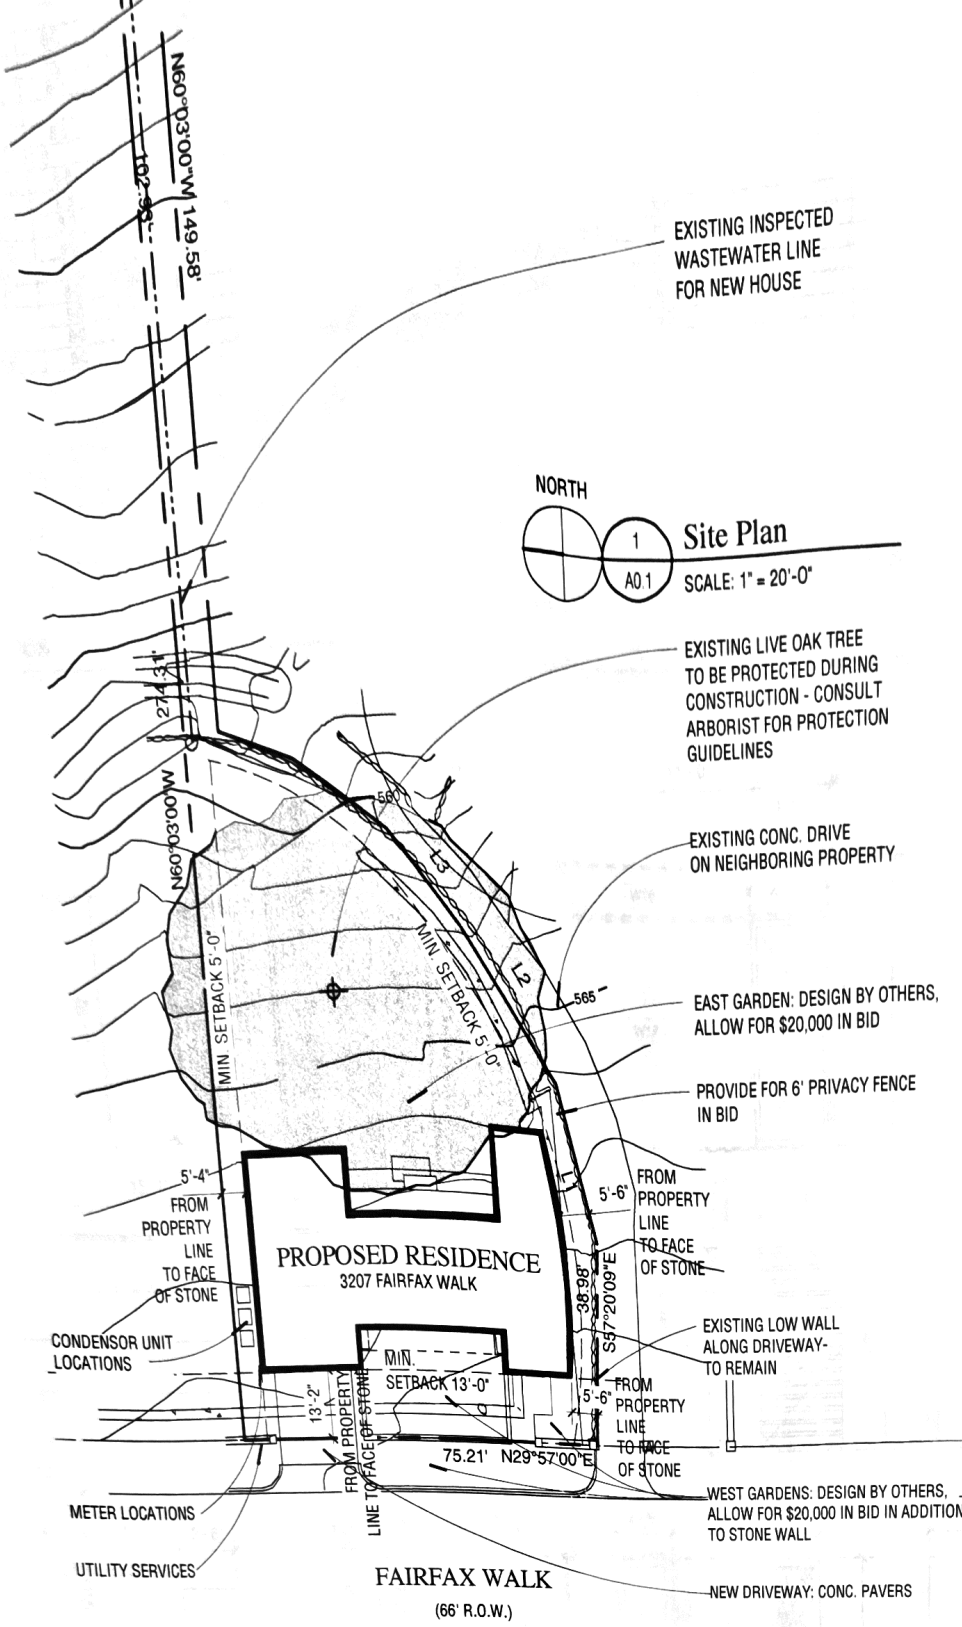 N60°03'00"W 149.58'
102.93'
EXISTING INSPECTED
WASTEWATER LINE
FOR NEW HOUSE
NORTH
1
A0.1
Site Plan
SCALE: 1" = 20'-0"
EXISTING LIVE OAK TREE
TO BE PROTECTED DURING
CONSTRUCTION - CONSULT
ARBORIST FOR PROTECTION
GUIDELINES
274.31'
N60°03'00"W
560
L3
EXISTING CONC. DRIVE
ON NEIGHBORING PROPERTY
MIN. SETBACK 5'-0"
MIN. SETBACK 5'-0"
L2
565
EAST GARDEN: DESIGN BY OTHERS,
ALLOW FOR $20,000 IN BID
PROVIDE FOR 6' PRIVACY FENCE
IN BID
L1
5'-4"
FROM
PROPERTY
LINE
TO FACE
OF STONE
5'-6"
FROM
PROPERTY
LINE
TO FACE
OF STONE
PROPOSED RESIDENCE
3207 FAIRFAX WALK
38.98'
S57°20'09"E
CONDENSOR UNIT
LOCATIONS
EXISTING LOW WALL
ALONG DRIVEWAY-
TO REMAIN
MIN.
SETBACK 13'-0"
13'-2"
FROM PROPERTY
LINE TO FACE OF STONE
5'-6"
FROM
PROPERTY
LINE
TO FACE
OF STONE
75.21' N29°57'00"E
METER LOCATIONS
WEST GARDENS: DESIGN BY OTHERS,
ALLOW FOR $20,000 IN BID IN ADDITION
TO STONE WALL
UTILITY SERVICES
FAIRFAX WALK
(66' R.O.W.)
NEW DRIVEWAY: CONC. PAVERS